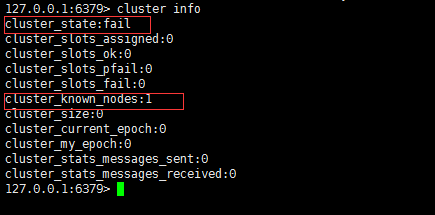 127.0.0.1:6379> cluster info
cluster_state:fail
cluster_slots_assigned:0
cluster_slots_ok:0
cluster_slots_pfail:0
cluster_slots_fail:0
cluster_known_nodes:1
cluster_size:0
cluster_current_epoch:0
cluster_my_epoch:0
cluster_stats_messages_sent:0
cluster_stats_messages_received:0
127.0.0.1:6379>